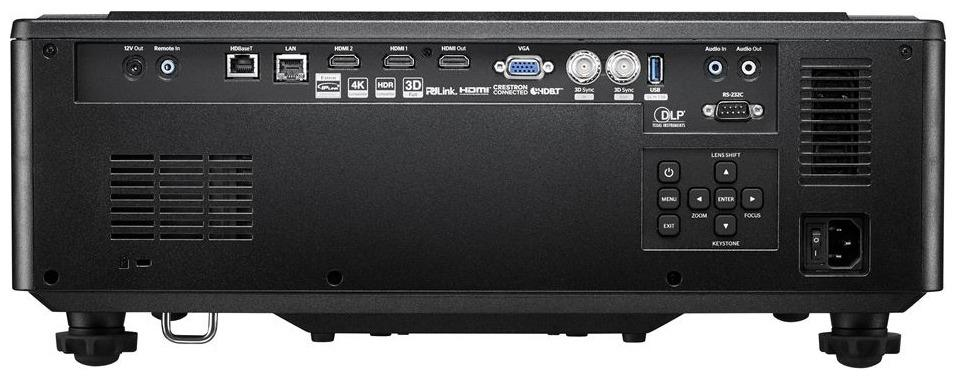 12V Out
Remote In
HDBaseT
LAN
HDMI 2
HDMI 1
HDMI Out
VGA
3D Sync
3D Sync
USB
Audio In
Audio Out
4K
HDR
3D
PJLink
HDMI
CRESTRON
CONNECTED
HDBT
DLP
TEXAS INSTRUMENTS
RS-232C
LENS SHIFT
MENU
ENTER
ZOOM
FOCUS
EXIT
KEYSTONE